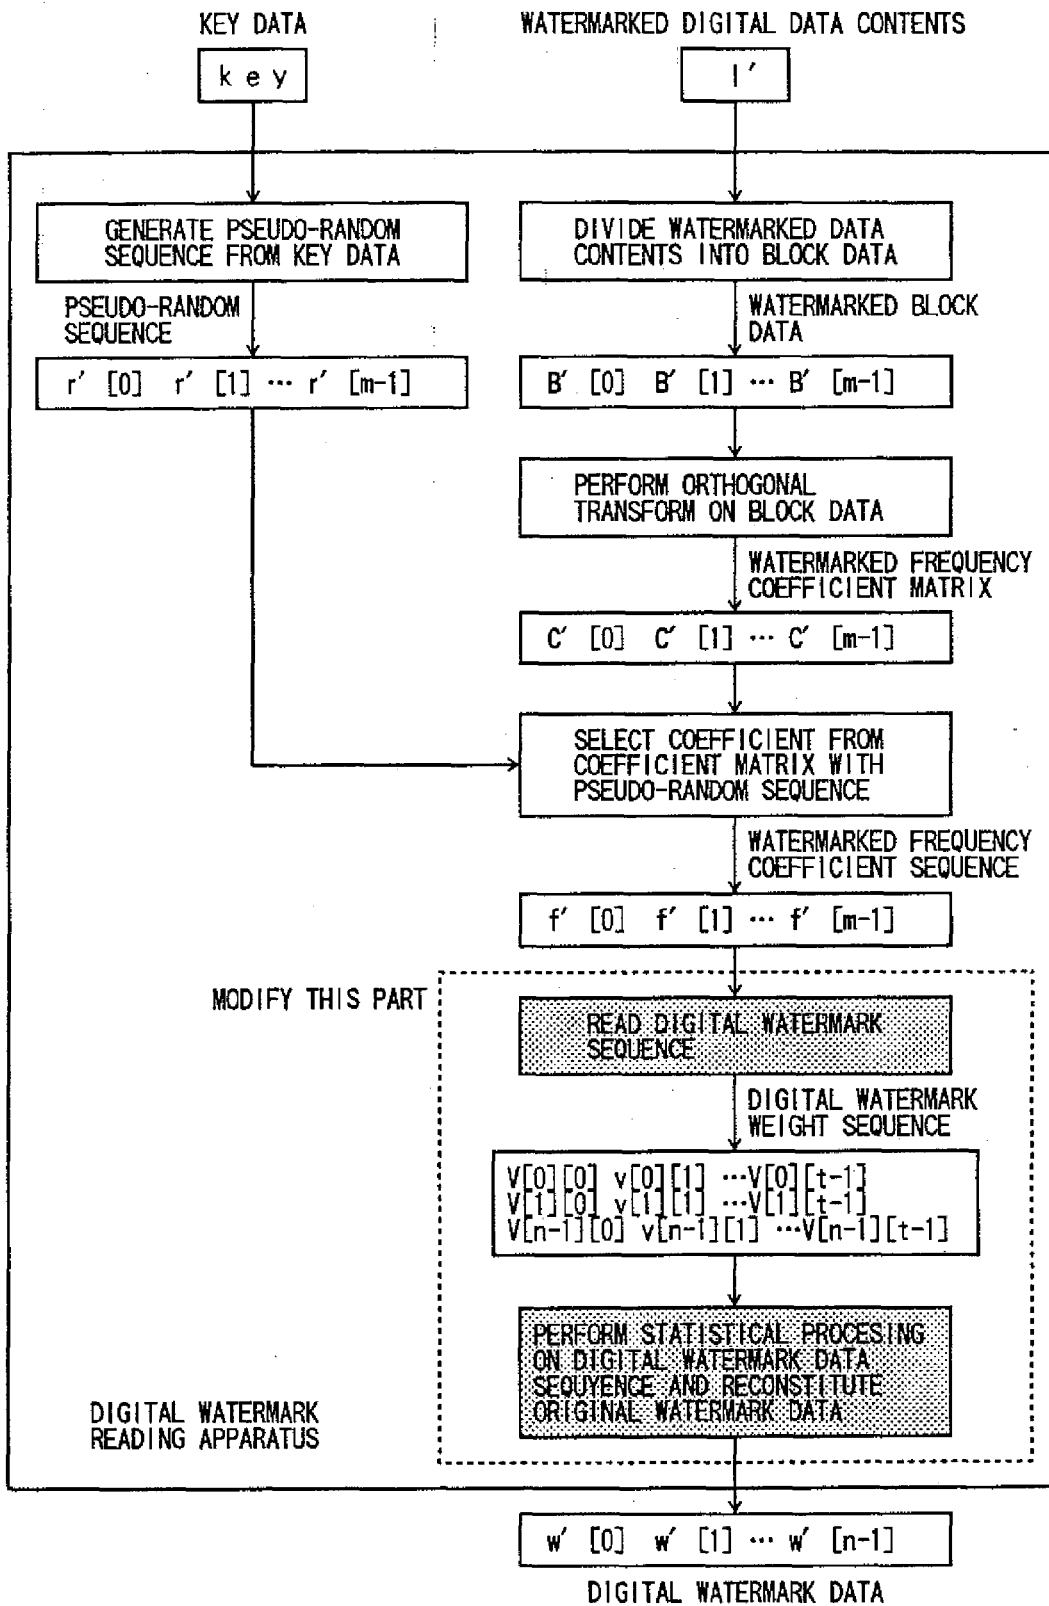 KEY DATA
WATERMARKED DIGITAL DATA CONTENTS
key
I′
GENERATE PSEUDO-RANDOM
SEQUENCE FROM KEY DATA
DIVIDE WATERMARKED DATA
CONTENTS INTO BLOCK DATA
PSEUDO-RANDOM
SEQUENCE
WATERMARKED BLOCK
DATA
r′ [0] r′ [1] ··· r′ [m-1]
B′ [0] B′ [1] ··· B′ [m-1]
PERFORM ORTHOGONAL
TRANSFORM ON BLOCK DATA
WATERMARKED FREQUENCY
COEFFICIENT MATRIX
C′ [0] C′ [1] ··· C′ [m-1]
SELECT COEFFICIENT FROM
COEFFICIENT MATRIX WITH
PSEUDO-RANDOM SEQUENCE
WATERMARKED FREQUENCY
COEFFICIENT SEQUENCE
f′ [0] f′ [1] ··· f′ [m-1]
MODIFY THIS PART
READ DIGITAL WATERMARK
SEQUENCE
DIGITAL WATERMARK
WEIGHT SEQUENCE
V[0][0] v[0][1] ···V[0][t-1]
V[1][0] v[1][1] ···V[1][t-1]
V[n-1][0] v[n-1][1] ···V[n-1][t-1]
PERFORM STATISTICAL PROCESING
ON DIGITAL WATERMARK DATA
SEQUYENCE AND RECONSTITUTE
ORIGINAL WATERMARK DATA
DIGITAL WATERMARK
READING APPARATUS
w′ [0] w′ [1] ··· w′ [n-1]
DIGITAL WATERMARK DATA